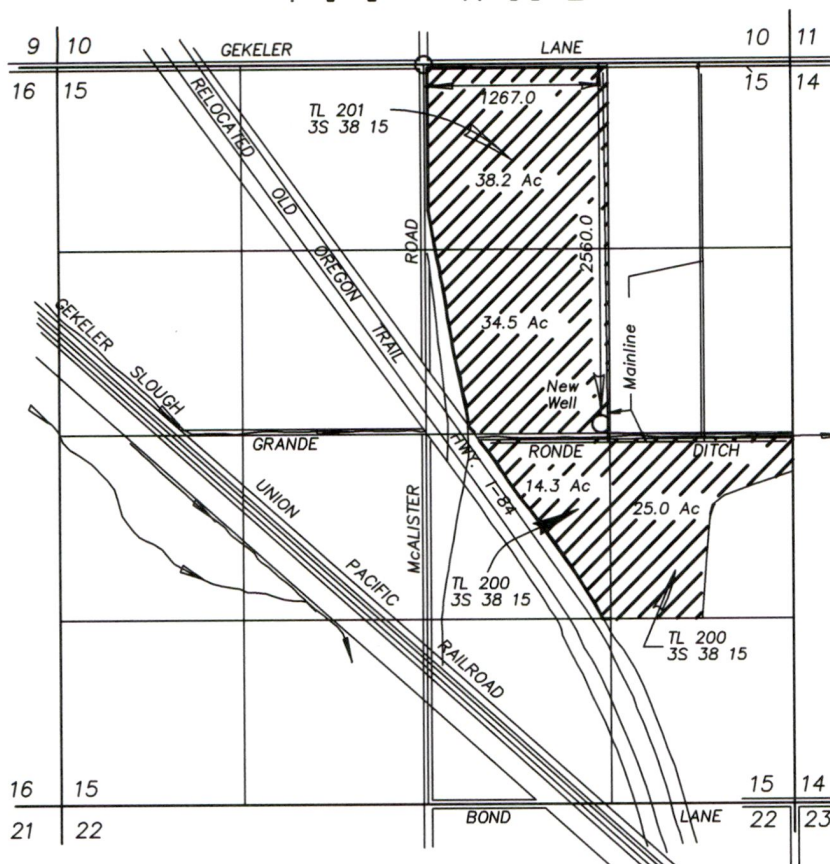 9 10
GEKELER LANE
10 11
16 15
15 14
RELOCATED OLD OREGON TRAIL
HWY. I-84
TL 201
3S 38 15
1267.0
38.2 Ac
ROAD
2560.0
34.5 Ac
New
Well
Mainline
GEKELER SLOUGH
GRANDE RONDE DITCH
UNION PACIFIC RAILROAD
McALISTER
14.3 Ac
25.0 Ac
TL 200
3S 38 15
TL 200
3S 38 15
16 15
15 14
21 22
BOND LANE
22 23